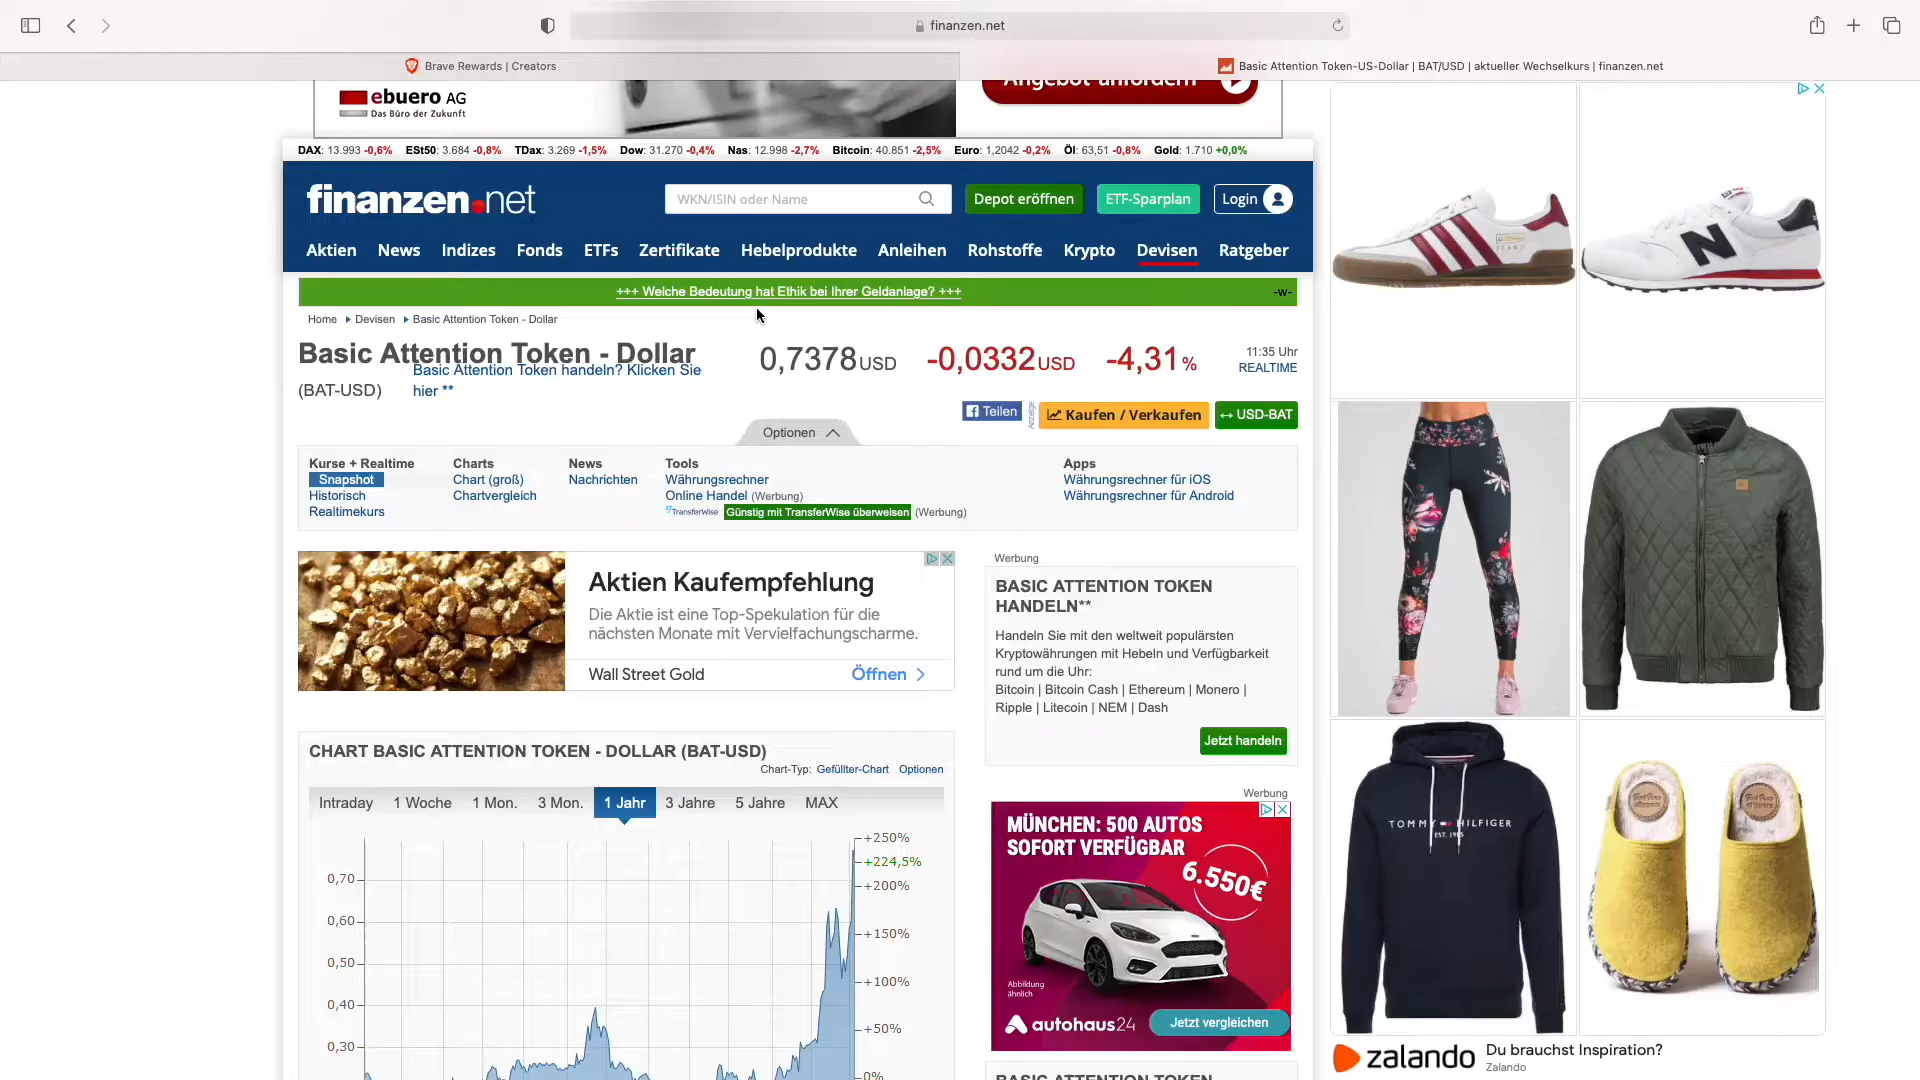 finanzen.net
Brave Rewards | Creators
Basic Attention Token-US-Dollar | BAT/USD | aktueller Wechselkurs | finanzen.net
ebuero AG
Das Büro der Zukunft
Angebot anfordern
DAX: 13.993 -0,6% ESt50: 3.684 -0,8% TDax: 3.269 -1,5% Dow: 31.270 -0,4% Nas: 12.998 -2,7% Bitcoin: 40.851 -2,5% Euro: 1,2042 -0,2% Öl: 63,51 -0,8% Gold: 1.710 +0,0%
finanzen.net
WKN/ISIN oder Name
Depot eröffnen
ETF-Sparplan
Login
Aktien News Indizes Fonds ETFs Zertifikate Hebelprodukte Anleihen Rohstoffe Krypto Devisen Ratgeber
+++ Welche Bedeutung hat Ethik bei Ihrer Geldanlage? +++
-w-
Home Devisen Basic Attention Token - Dollar
Basic Attention Token - Dollar
(BAT-USD)
Basic Attention Token handeln? Klicken Sie
hier **
0,7378 USD -0,0332 USD -4,31 %
11:35 Uhr
REALTIME
Teilen
Anzeige
Kaufen / Verkaufen
↔ USD-BAT
Optionen
Kurse + Realtime
Snapshot
Historisch
Realtimekurs
Charts
Chart (groß)
Chartvergleich
News
Nachrichten
Tools
Währungsrechner
Online Handel (Werbung)
TransferWise Günstig mit TransferWise überweisen (Werbung)
Apps
Währungsrechner für iOS
Währungsrechner für Android
Aktien Kaufempfehlung
Die Aktie ist eine Top-Spekulation für die
nächsten Monate mit Vervielfachungscharme.
Wall Street Gold
Öffnen
Werbung
BASIC ATTENTION TOKEN
HANDELN**
Handeln Sie mit den weltweit populärsten
Kryptowährungen mit Hebeln und Verfügbarkeit
rund um die Uhr:
Bitcoin | Bitcoin Cash | Ethereum | Monero |
Ripple | Litecoin | NEM | Dash
Jetzt handeln
CHART BASIC ATTENTION TOKEN - DOLLAR (BAT-USD)
Chart-Typ: Gefüllter-Chart Optionen
Intraday 1 Woche 1 Mon. 3 Mon. 1 Jahr 3 Jahre 5 Jahre MAX
0,70
0,60
0,50
0,40
0,30
+250%
+224,5%
+200%
+150%
+100%
+50%
0%
Werbung
MÜNCHEN: 500 AUTOS
SOFORT VERFÜGBAR
6.550€
Abbildung
ähnlich
autohaus24
Jetzt vergleichen
BASIC ATTENTION TOKEN
N
TOMMY HILFIGER
EST. 1985
zalando
Du brauchst Inspiration?
Zalando